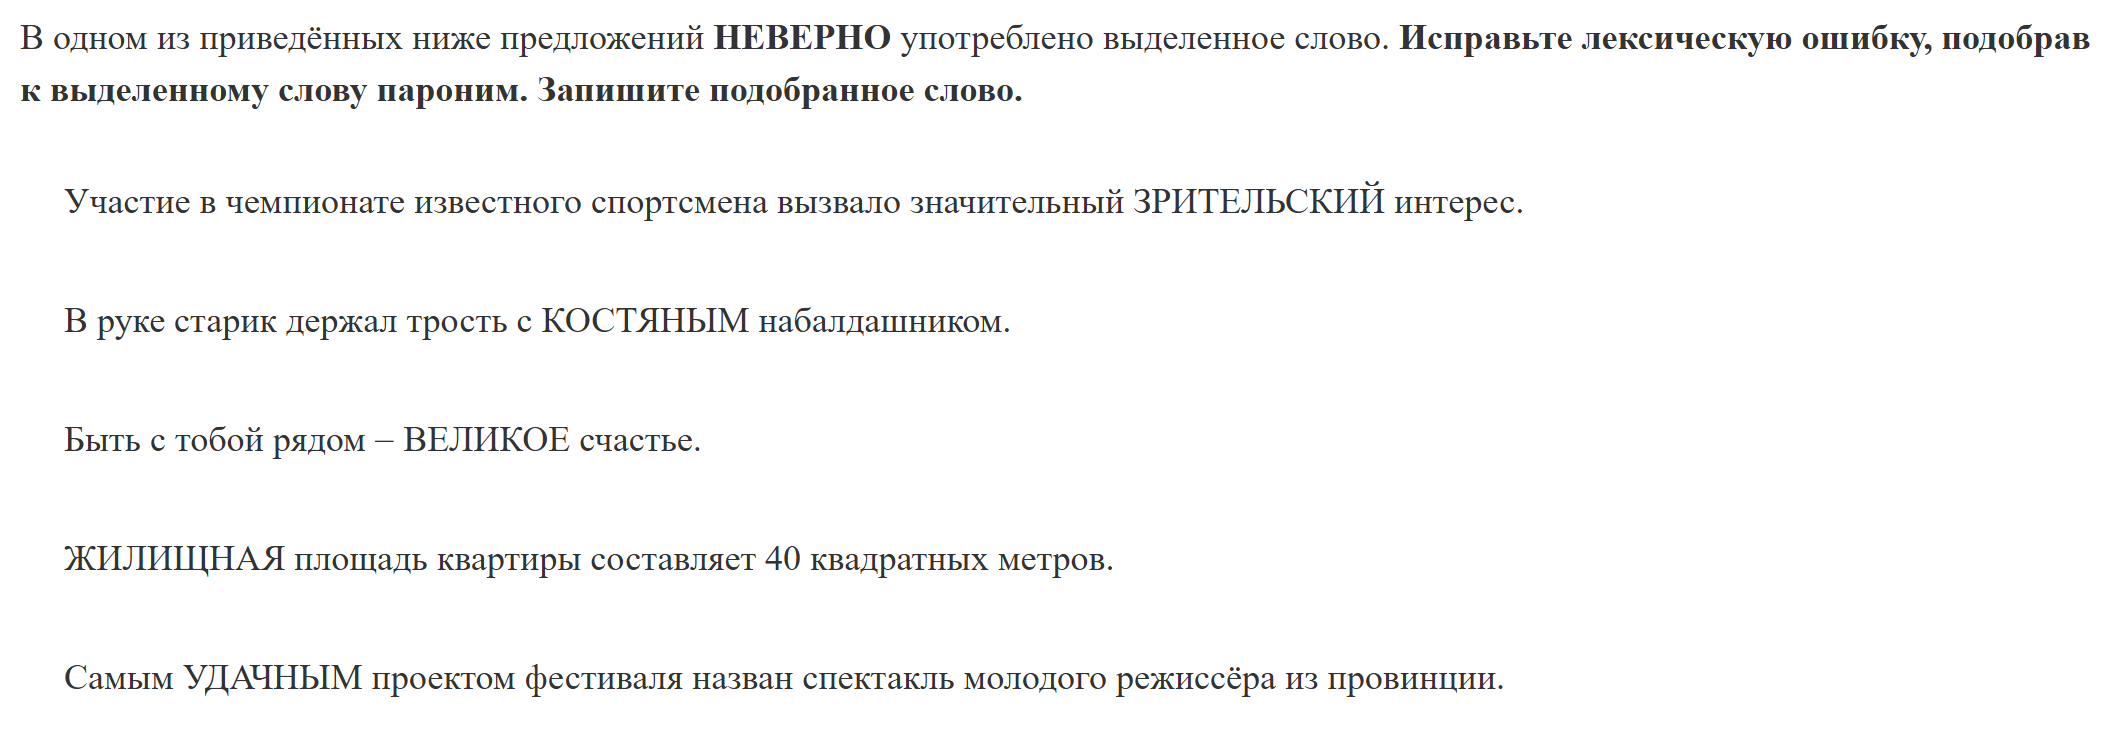 В одном из приведённых ниже предложений НЕВЕРНО употреблено выделенное слово. Исправьте лексическую ошибку, подобрав
к выделенному слову пароним. Запишите подобранное слово.
Участие в чемпионате известного спортсмена вызвало значительный ЗРИТЕЛЬСКИЙ интерес.
В руке старик держал трость с КОСТЯНЫМ набалдашником.
Быть с тобой рядом – ВЕЛИКОЕ счастье.
ЖИЛИЩНАЯ площадь квартиры составляет 40 квадратных метров.
Самым УДАЧНЫМ проектом фестиваля назван спектакль молодого режиссёра из провинции.